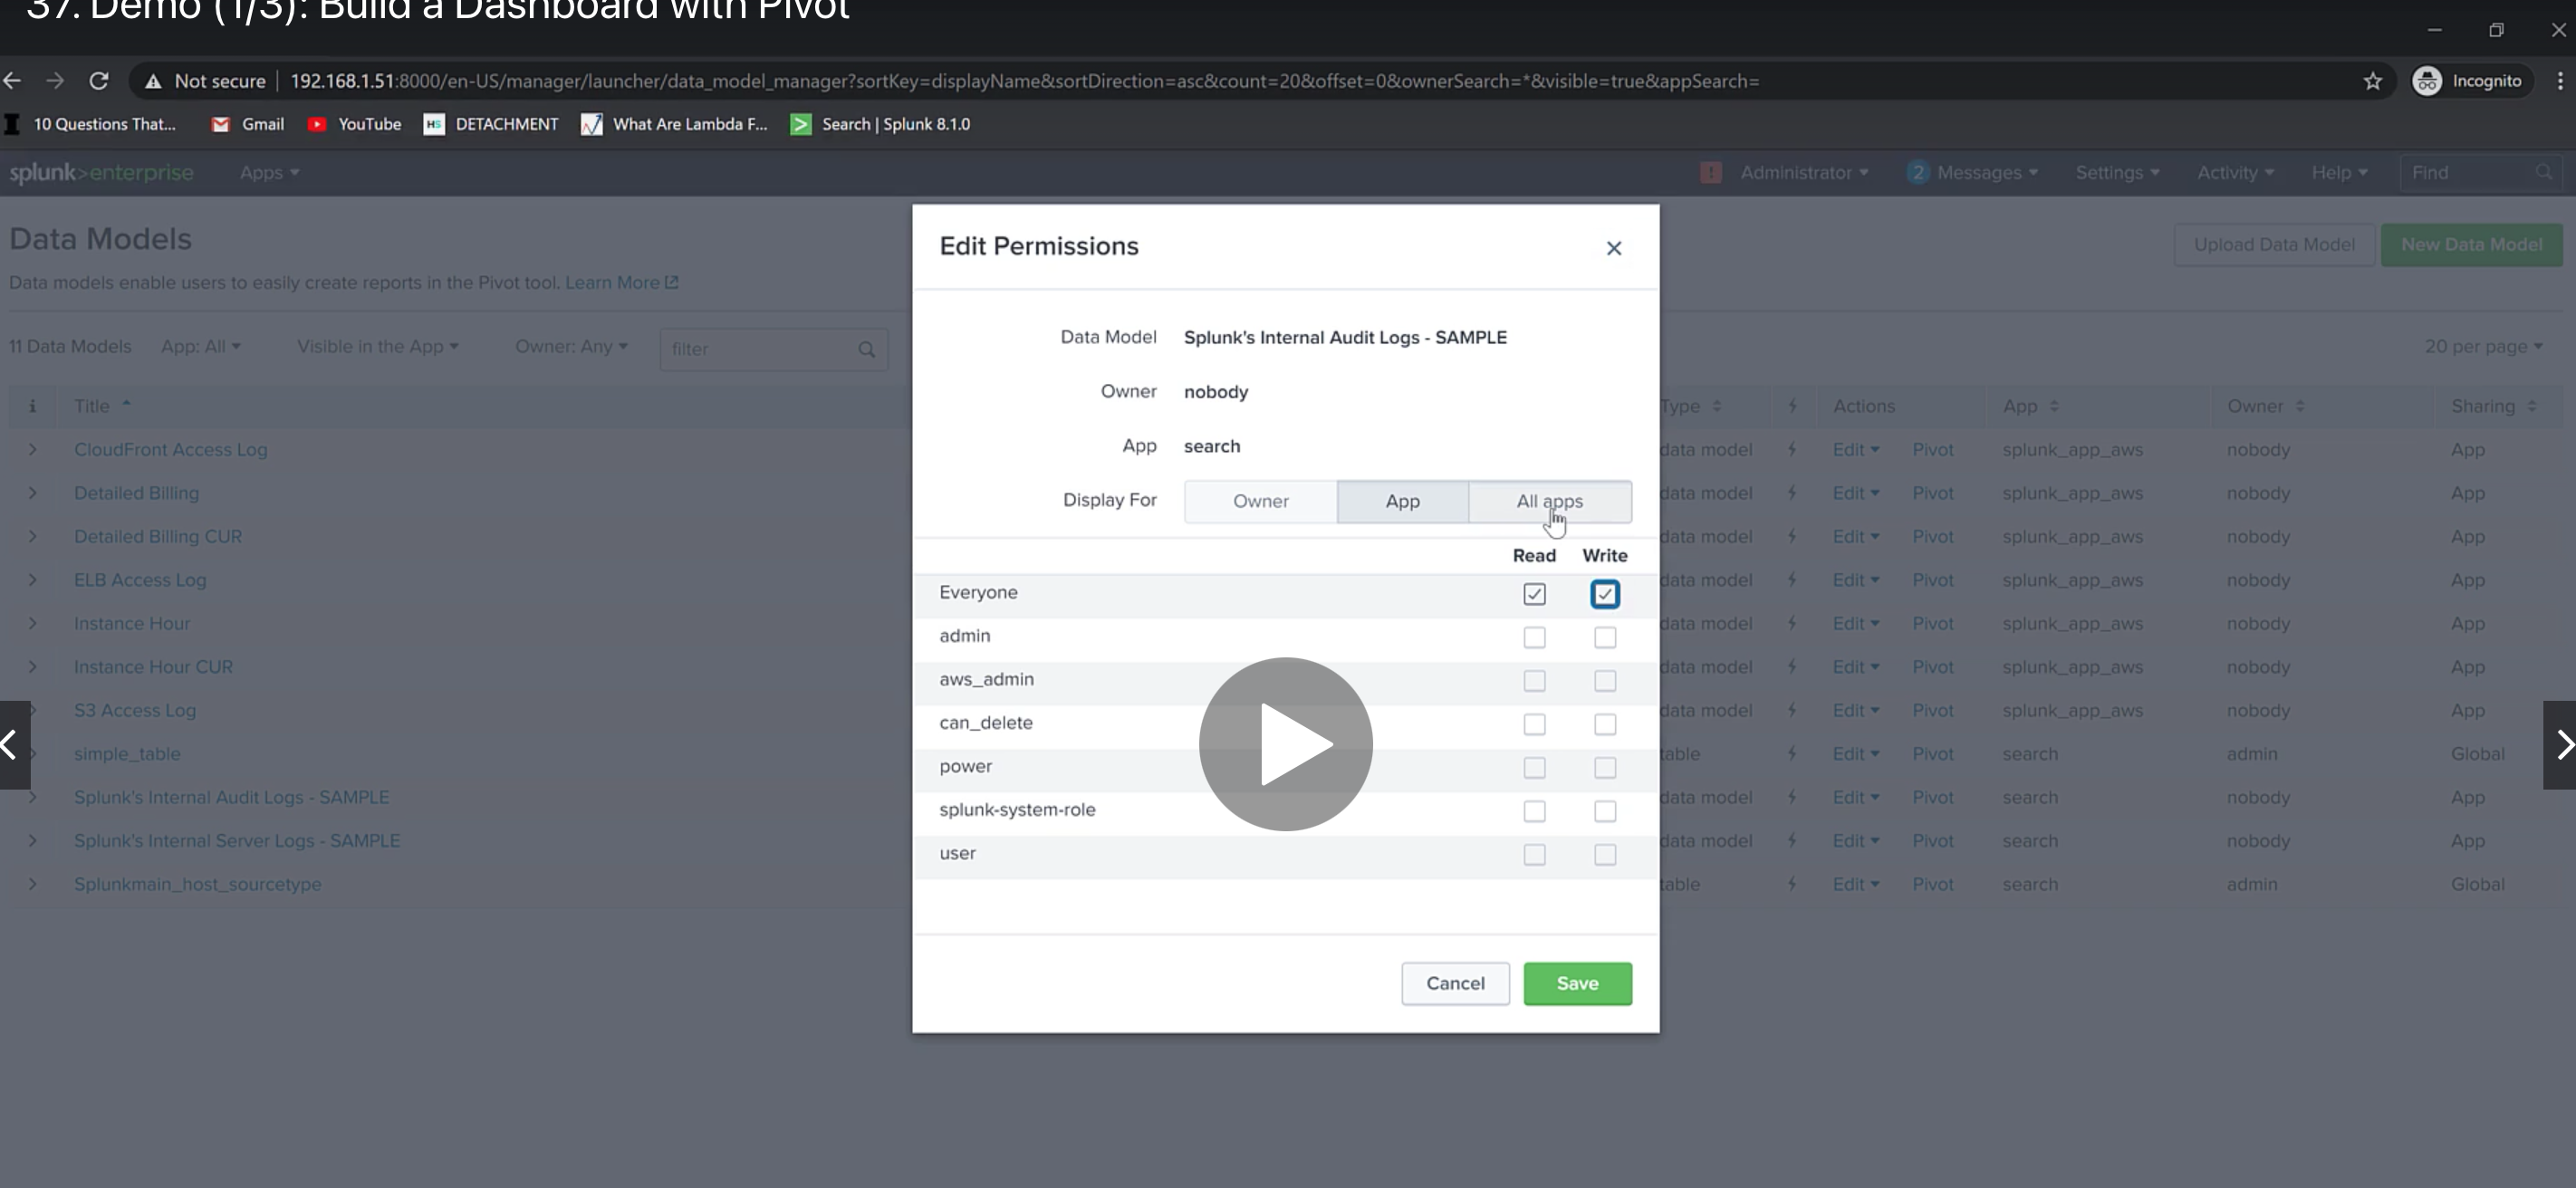 37. Demo (1/3): Build a Dashboard with Pivot
Not secure 192.168.1.51:8000/en-US/manager/launcher/data_model_manager?sortKey=displayName&sortDirection=asc&count=20&offset=0&ownerSearch=*&visible=true&appSearch= Incognito
10 Questions That... Gmail YouTube HS DETACHMENT What Are Lambda F... Search | Splunk 8.1.0
splunk>enterprise Apps ! Administrator 2 Messages Settings Activity Help Find
Data Models Upload Data Model New Data Model
Data models enable users to easily create reports in the Pivot tool. Learn More
11 Data Models App: All Visible in the App Owner: Any filter 20 per page
i Title Type Actions App Owner Sharing
CloudFront Access Log data model Edit Pivot splunk_app_aws nobody App
Detailed Billing data model Edit Pivot splunk_app_aws nobody App
Detailed Billing CUR data model Edit Pivot splunk_app_aws nobody App
ELB Access Log data model Edit Pivot splunk_app_aws nobody App
Instance Hour data model Edit Pivot splunk_app_aws nobody App
Instance Hour CUR data model Edit Pivot splunk_app_aws nobody App
S3 Access Log data model Edit Pivot splunk_app_aws nobody App
simple_table table Edit Pivot search admin Global
Splunk's Internal Audit Logs - SAMPLE data model Edit Pivot search nobody App
Splunk's Internal Server Logs - SAMPLE data model Edit Pivot search nobody App
Splunkmain_host_sourcetype table Edit Pivot search admin Global
Edit Permissions
Data Model Splunk's Internal Audit Logs - SAMPLE
Owner nobody
App search
Display For Owner App All apps
Read Write
Everyone
admin
aws_admin
can_delete
power
splunk-system-role
user
Cancel Save